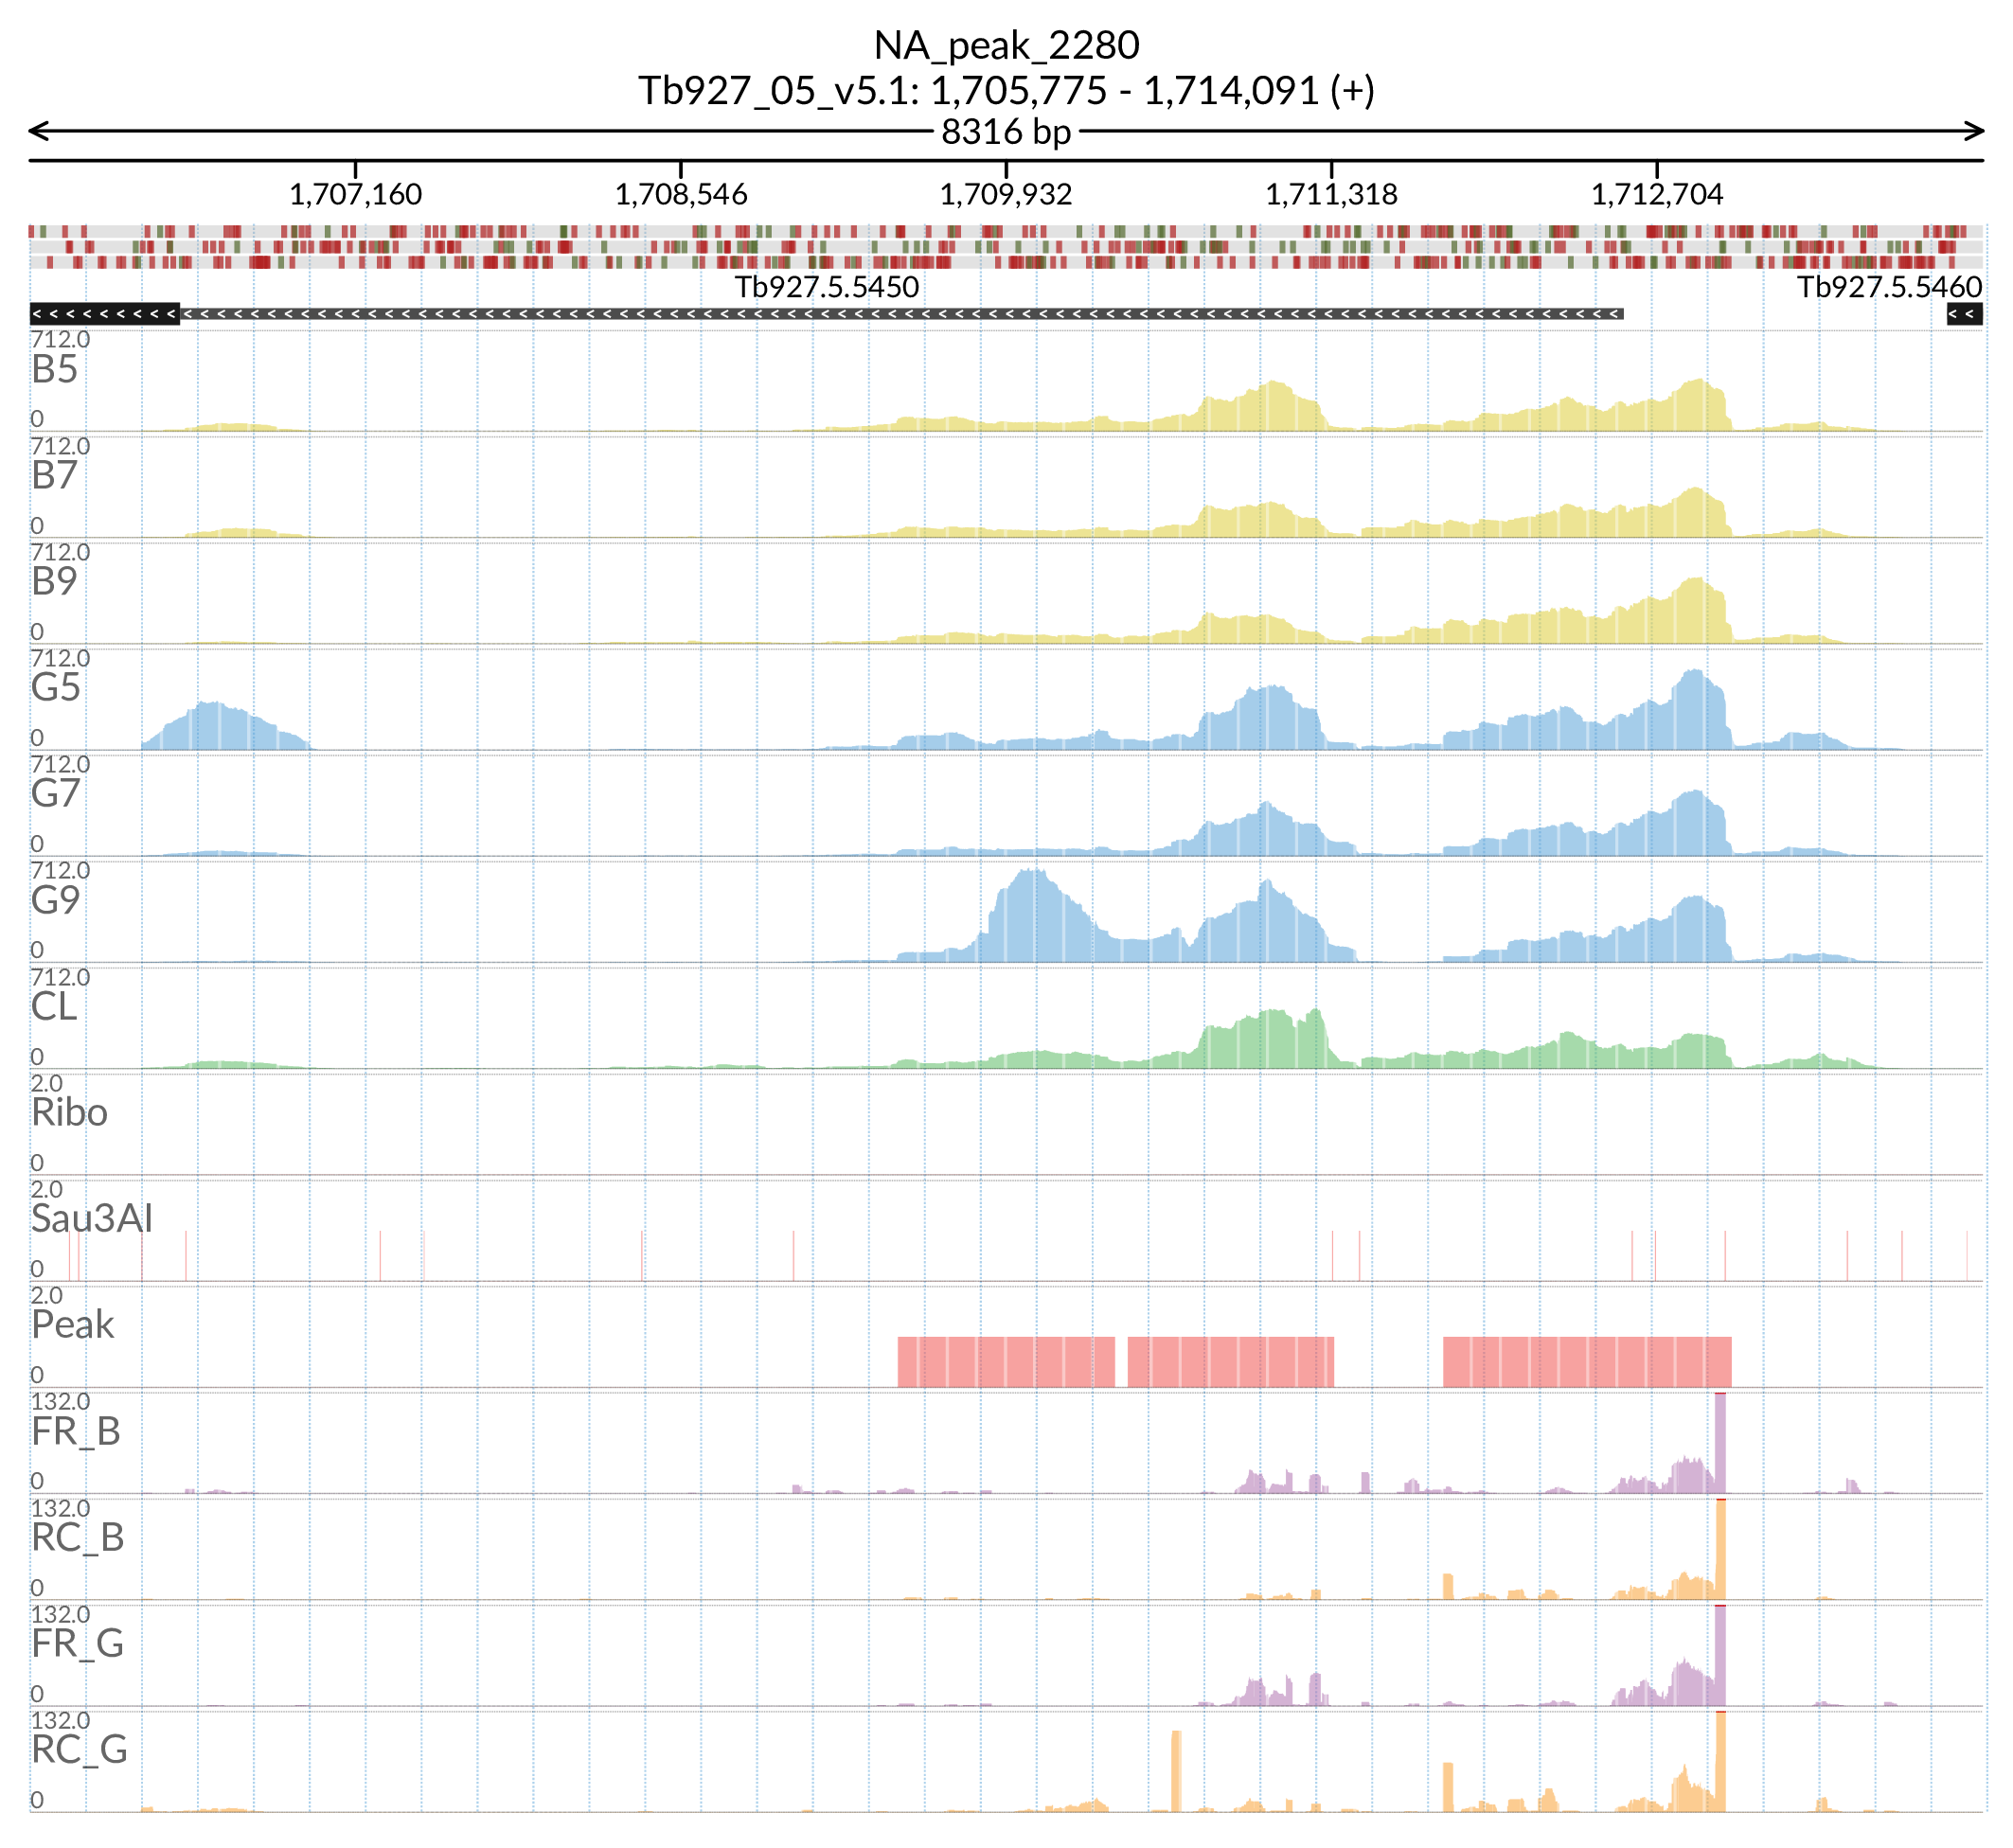 NA_peak_2280
Tb927_05_v5.1: 1,705,775 - 1,714,091 (+)
8316 bp
1,707,160 1,708,546 1,709,932 1,711,318 1,712,704
Tb927.5.5450 Tb927.5.5460
712.0
B5
0
712.0
B7
0
712.0
B9
0
712.0
G5
0
712.0
G7
0
712.0
G9
0
712.0
CL
0
2.0
Ribo
0
2.0
Sau3AI
0
2.0
Peak
0
132.0
FR_B
0
132.0
RC_B
0
132.0
FR_G
0
132.0
RC_G
0